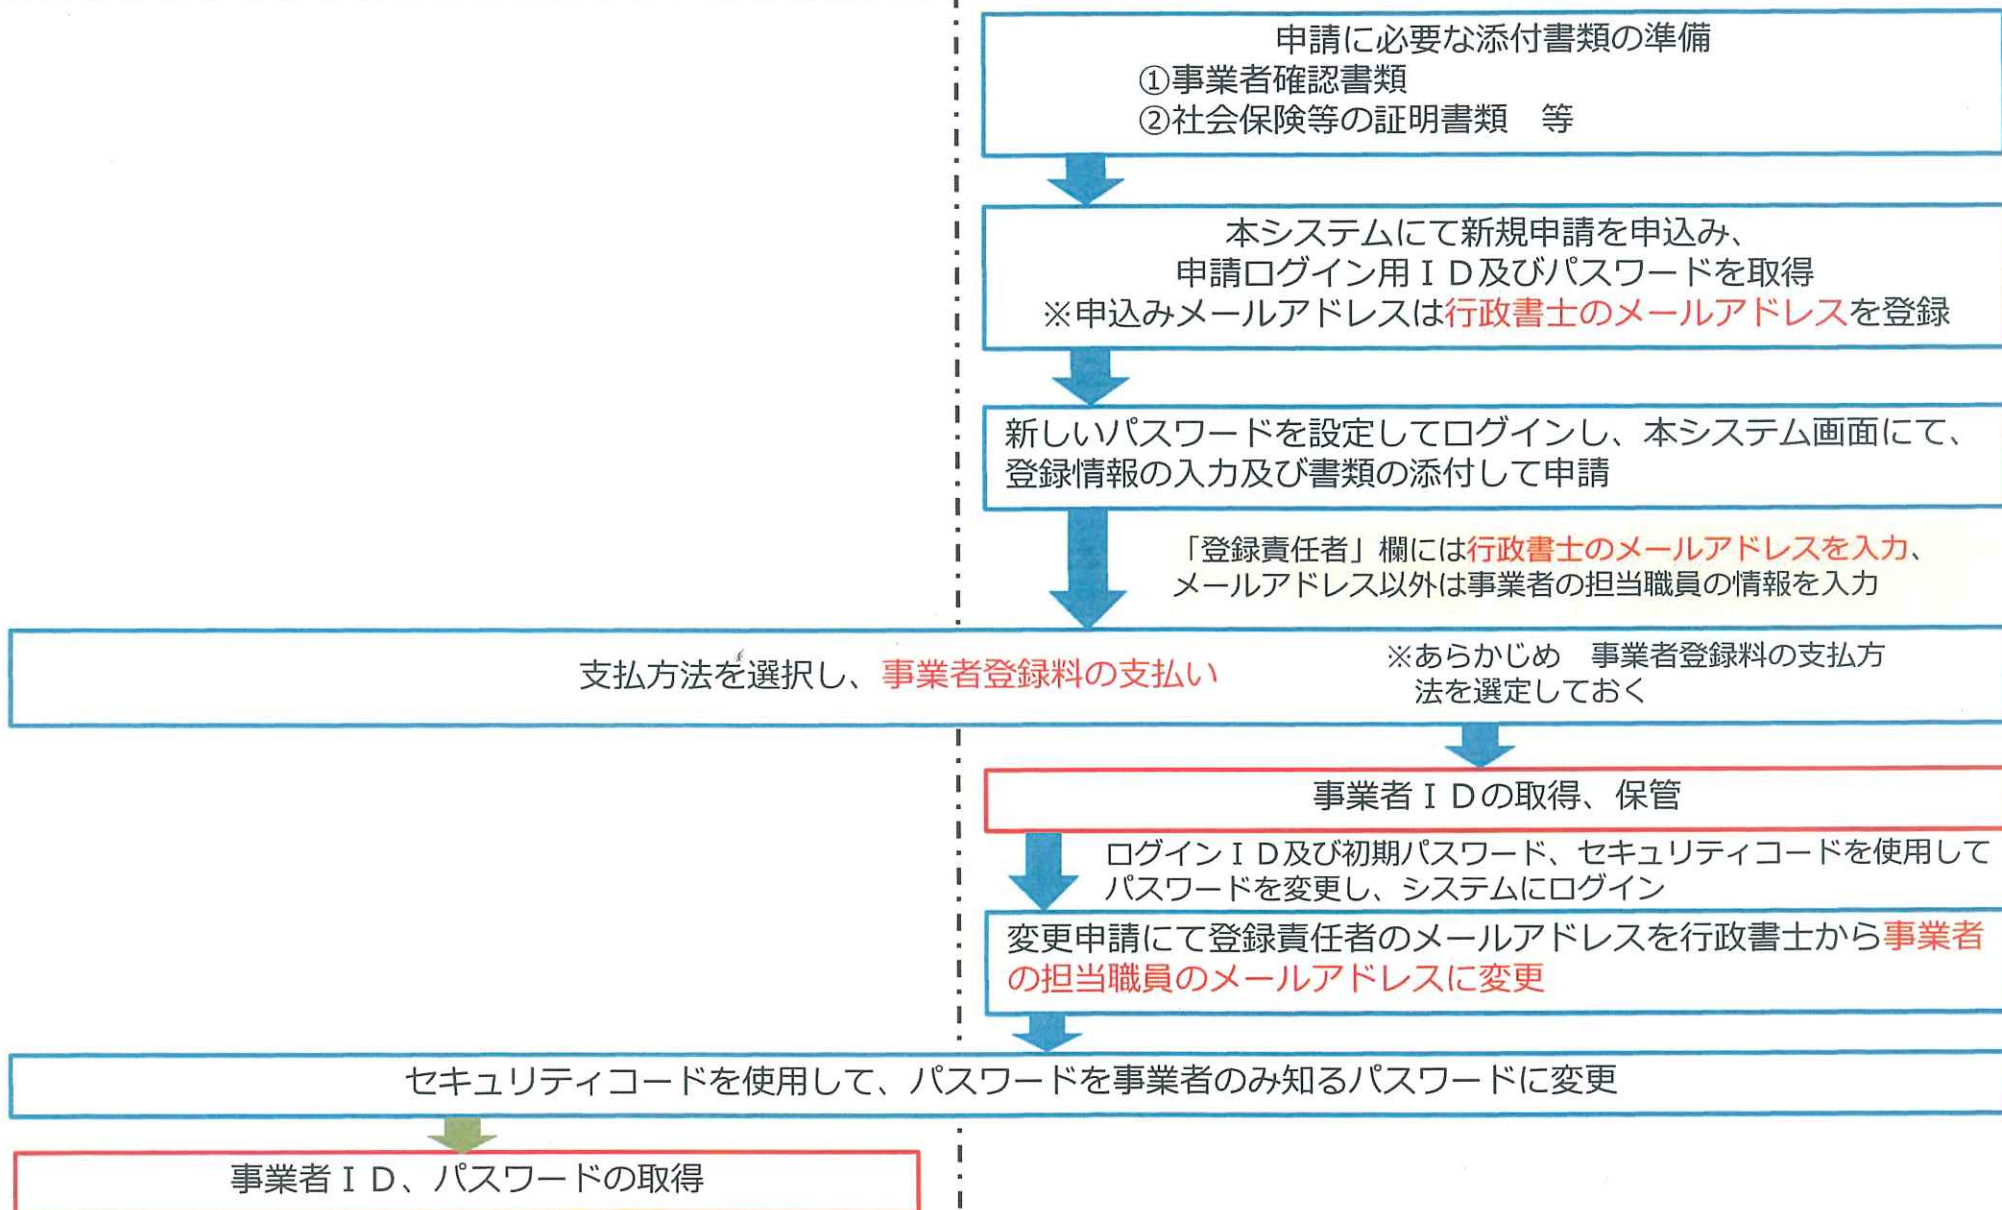 申請に必要な添付書類の準備
①事業者確認書類
②社会保険等の証明書類　等
本システムにて新規申請を申込み、
申請ログイン用ＩＤ及びパスワードを取得
※申込みメールアドレスは行政書士のメールアドレスを登録
新しいパスワードを設定してログインし、本システム画面にて、
登録情報の入力及び書類の添付して申請
「登録責任者」欄には行政書士のメールアドレスを入力、
メールアドレス以外は事業者の担当職員の情報を入力
支払方法を選択し、事業者登録料の支払い
※あらかじめ　事業者登録料の支払方
法を選定しておく
事業者ＩＤの取得、保管
ログインＩＤ及び初期パスワード、セキュリティコードを使用して
パスワードを変更し、システムにログイン
変更申請にて登録責任者のメールアドレスを行政書士から事業者
の担当職員のメールアドレスに変更
セキュリティコードを使用して、パスワードを事業者のみ知るパスワードに変更
事業者ＩＤ、パスワードの取得